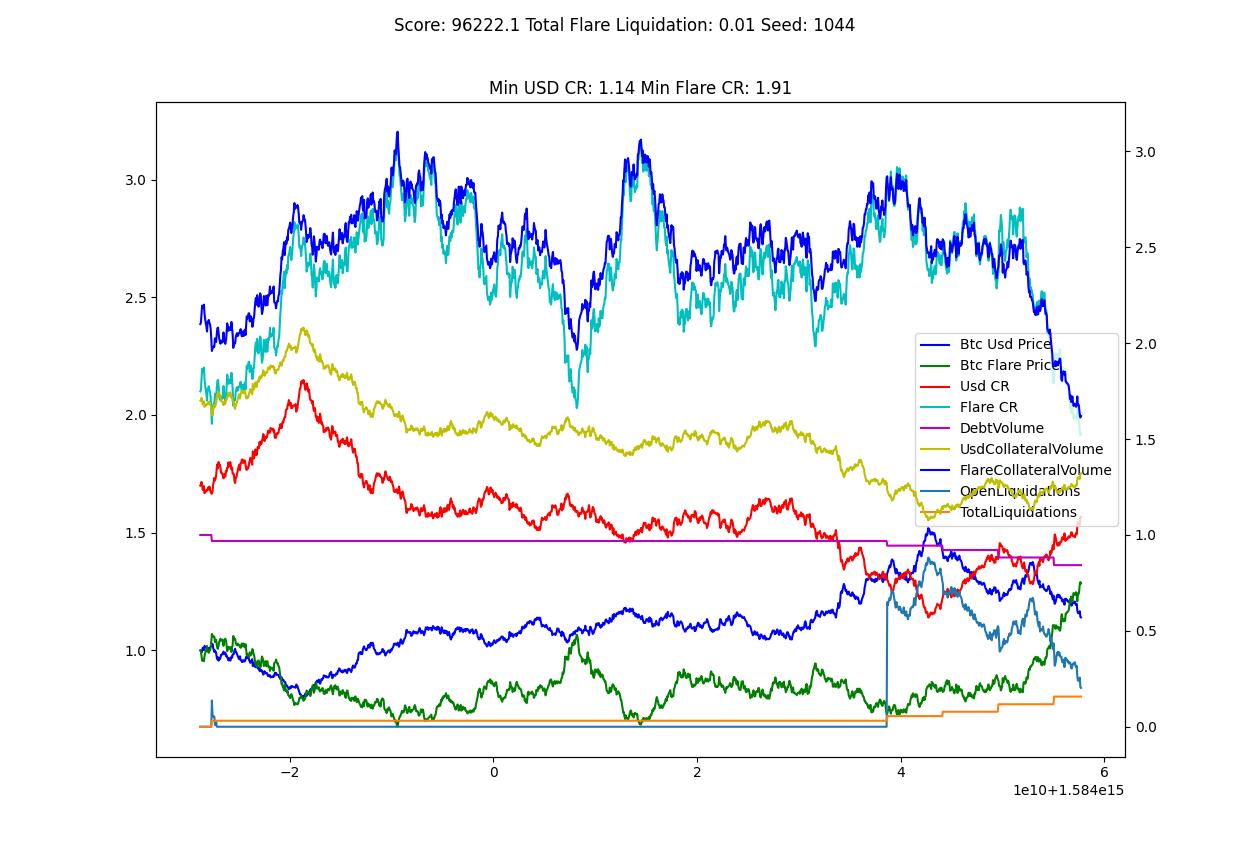 Score: 96222.1 Total Flare Liquidation: 0.01 Seed: 1044
Min USD CR: 1.14 Min Flare CR: 1.91
3.0
2.5
2.0
1.5
1.0
3.0
2.5
2.0
1.5
1.0
0.5
0.0
Btc Usd Price
Btc Flare Price
Usd CR
Flare CR
DebtVolume
UsdCollateralVolume
FlareCollateralVolume
OpenLiquidations
TotalLiquidations
−2 0 2 4 6
1e10+1.584e15